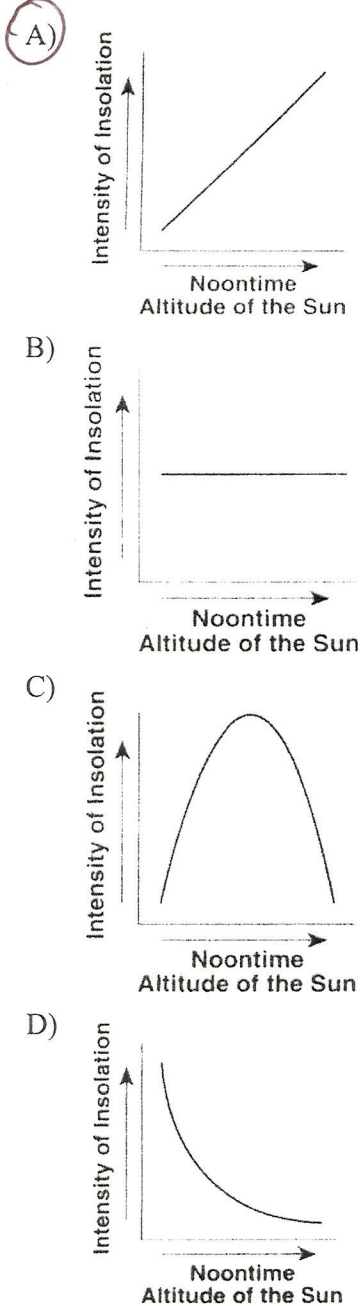 A)
Intensity of Insolation
Noontime
Altitude of the Sun
B)
Intensity of Insolation
Noontime
Altitude of the Sun
C)
Intensity of Insolation
Noontime
Altitude of the Sun
D)
Intensity of Insolation
Noontime
Altitude of the Sun